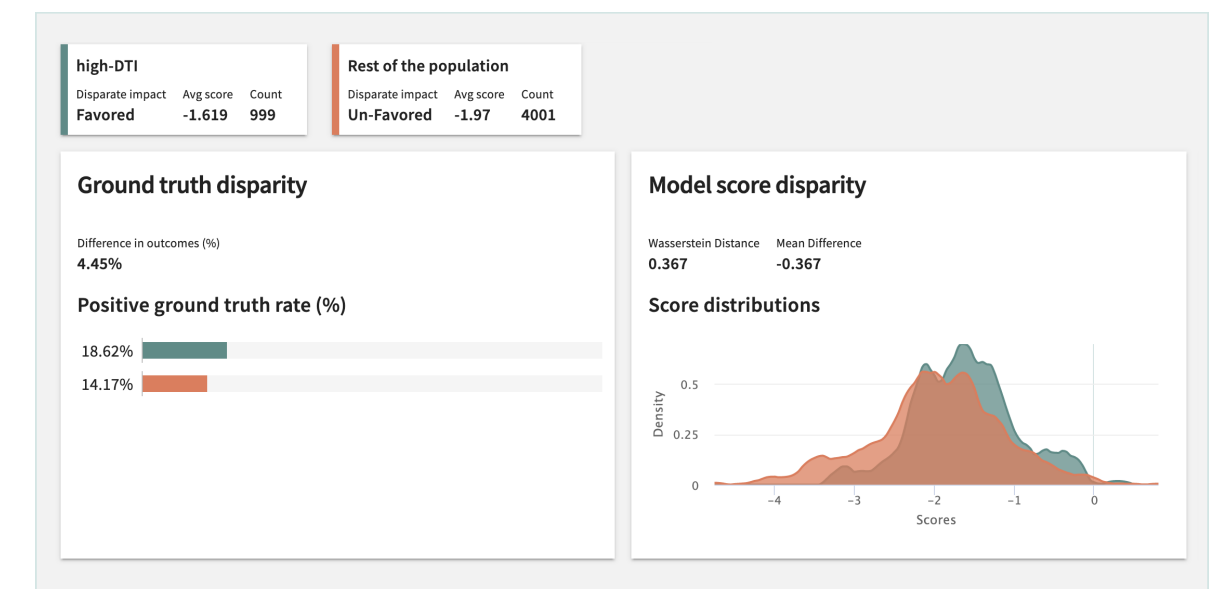 high-DTI
Disparate impact Avg score Count
Favored -1.619 999
Rest of the population
Disparate impact Avg score Count
Un-Favored -1.97 4001
Ground truth disparity
Difference in outcomes (%)
4.45%
Positive ground truth rate (%)
18.62%
14.17%
Model score disparity
Wasserstein Distance Mean Difference
0.367 -0.367
Score distributions
Density
0.5
0.25
0
−4 −3 −2 −1 0
Scores